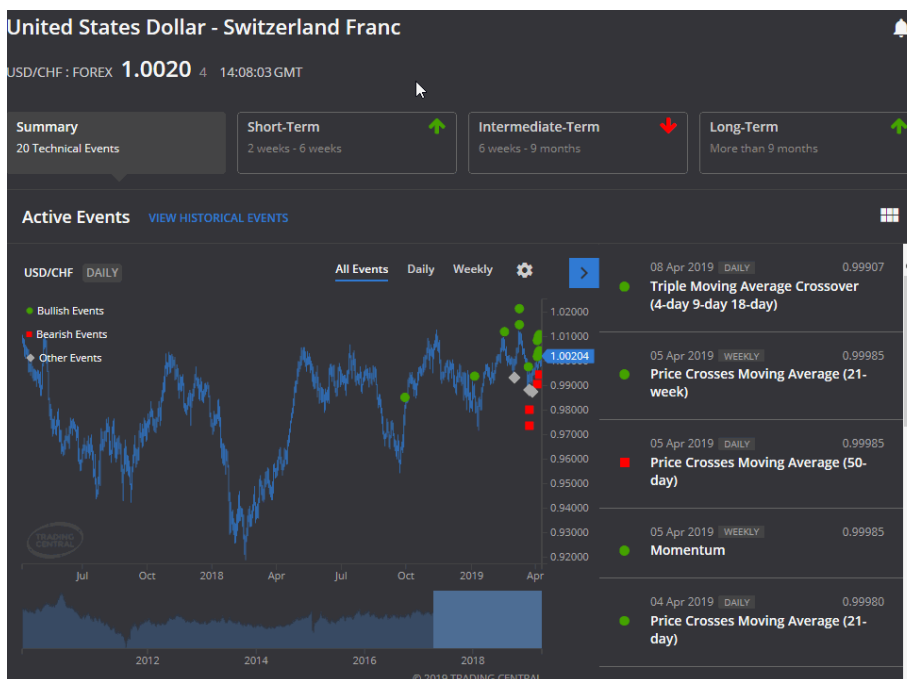 United States Dollar - Switzerland Franc
USD/CHF : FOREX 1.0020 4 14:08:03 GMT
Summary
20 Technical Events
Short-Term
2 weeks - 6 weeks
Intermediate-Term
6 weeks - 9 months
Long-Term
More than 9 months
Active Events VIEW HISTORICAL EVENTS
USD/CHF DAILY
All Events Daily Weekly
Bullish Events
Bearish Events
Other Events
1.02000
1.01000
1.00204
0.99000
0.98000
0.97000
0.96000
0.95000
0.94000
0.93000
0.92000
TRADING
CENTRAL
Jul Oct 2018 Apr Jul Oct 2019 Apr
2012 2014 2016 2018
© 2019 TRADING CENTRAL
08 Apr 2019 DAILY 0.99907
Triple Moving Average Crossover
(4-day 9-day 18-day)
05 Apr 2019 WEEKLY 0.99985
Price Crosses Moving Average (21-
week)
05 Apr 2019 DAILY 0.99985
Price Crosses Moving Average (50-
day)
05 Apr 2019 WEEKLY 0.99985
Momentum
04 Apr 2019 DAILY 0.99980
Price Crosses Moving Average (21-
day)